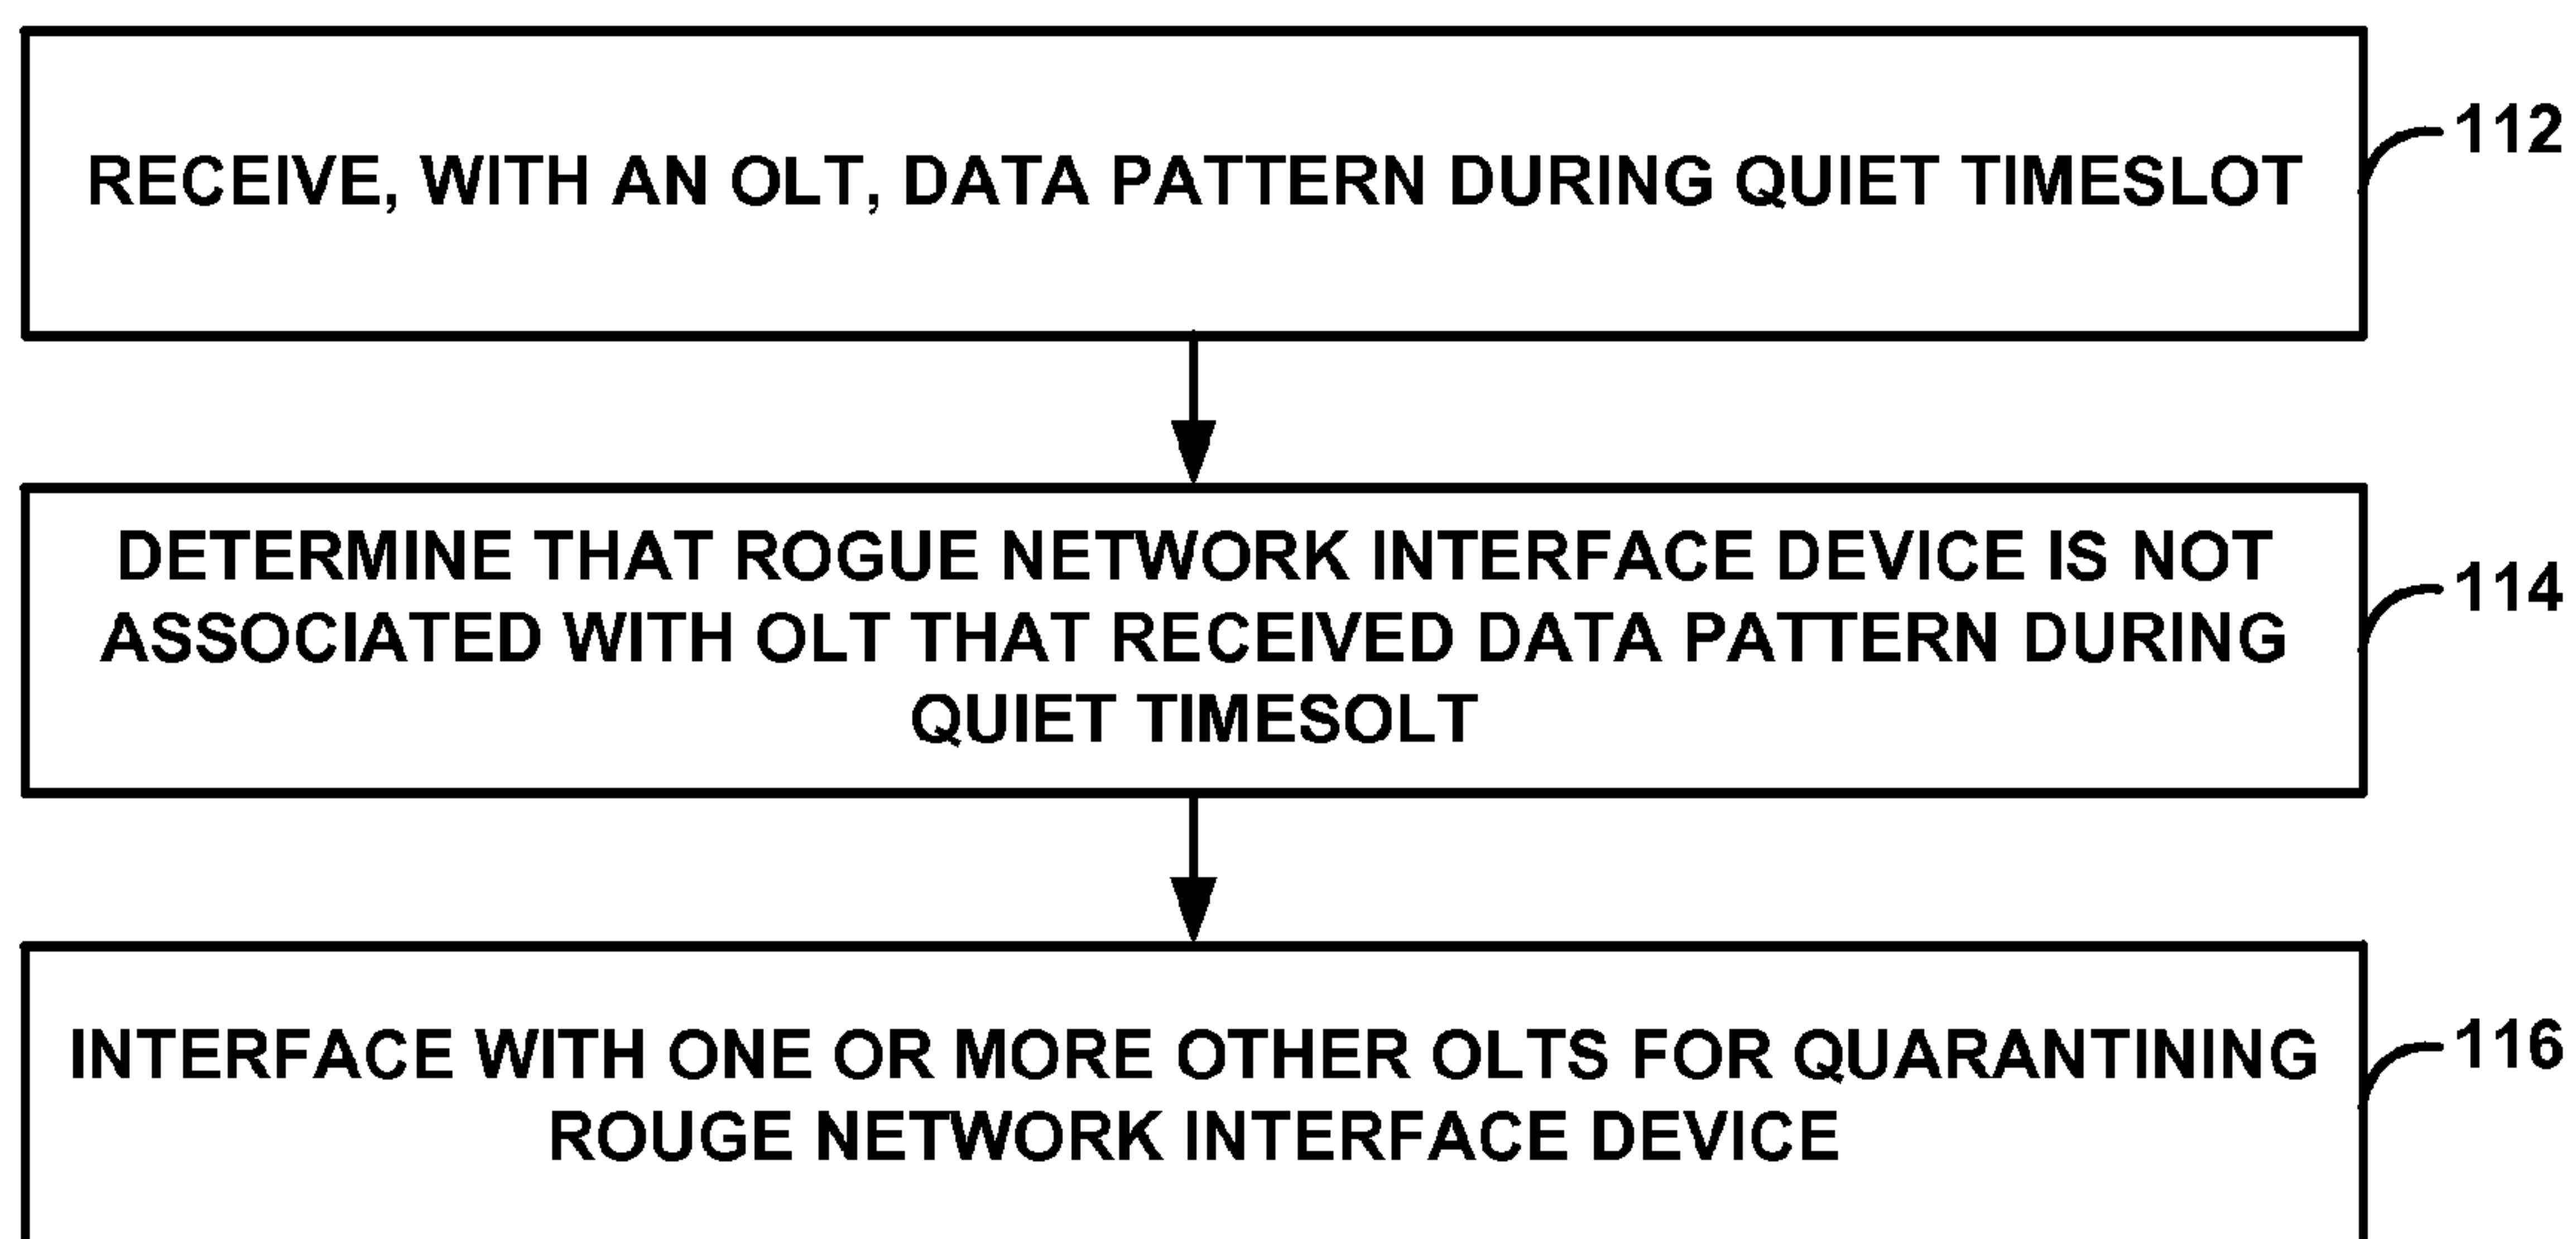 RECEIVE, WITH AN OLT, DATA PATTERN DURING QUIET TIMESLOT
112
DETERMINE THAT ROGUE NETWORK INTERFACE DEVICE IS NOT
ASSOCIATED WITH OLT THAT RECEIVED DATA PATTERN DURING
QUIET TIMESOLT
114
INTERFACE WITH ONE OR MORE OTHER OLTS FOR QUARANTINING
ROUGE NETWORK INTERFACE DEVICE
116